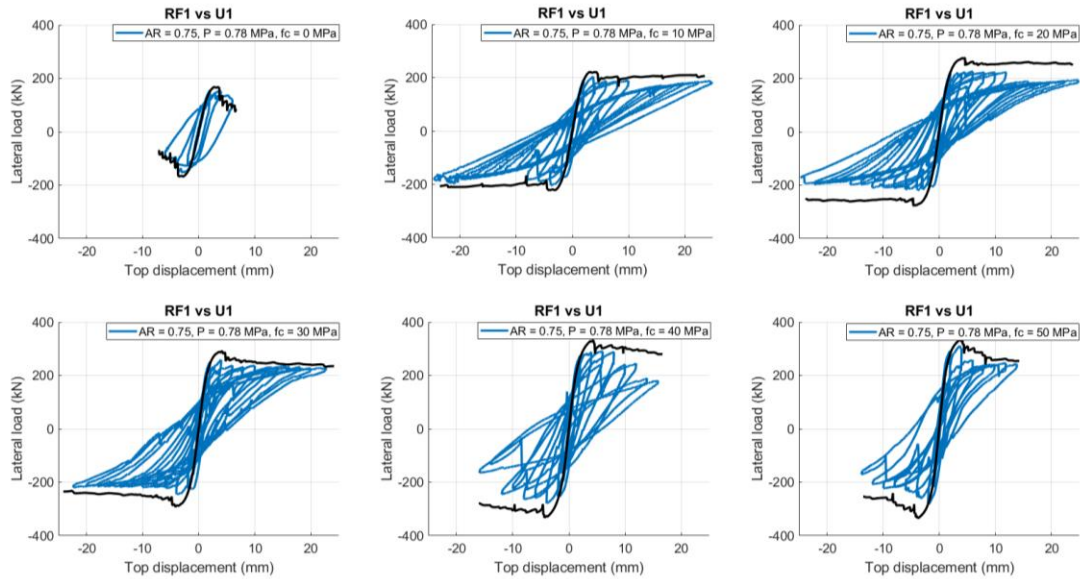 RF1 vs U1
AR = 0.75, P = 0.78 MPa, fc = 0 MPa
400
200
0
-200
-400
Lateral load (kN)
-20
-10
0
10
20
Top displacement (mm)
RF1 vs U1
AR = 0.75, P = 0.78 MPa, fc = 10 MPa
400
200
0
-200
-400
Lateral load (kN)
-20
-10
0
10
20
Top displacement (mm)
RF1 vs U1
AR = 0.75, P = 0.78 MPa, fc = 20 MPa
400
200
0
-200
-400
Lateral load (kN)
-20
-10
0
10
20
Top displacement (mm)
RF1 vs U1
AR = 0.75, P = 0.78 MPa, fc = 30 MPa
400
200
0
-200
-400
Lateral load (kN)
-20
-10
0
10
20
Top displacement (mm)
RF1 vs U1
AR = 0.75, P = 0.78 MPa, fc = 40 MPa
400
200
0
-200
-400
Lateral load (kN)
-20
-10
0
10
20
Top displacement (mm)
RF1 vs U1
AR = 0.75, P = 0.78 MPa, fc = 50 MPa
400
200
0
-200
-400
Lateral load (kN)
-20
-10
0
10
20
Top displacement (mm)